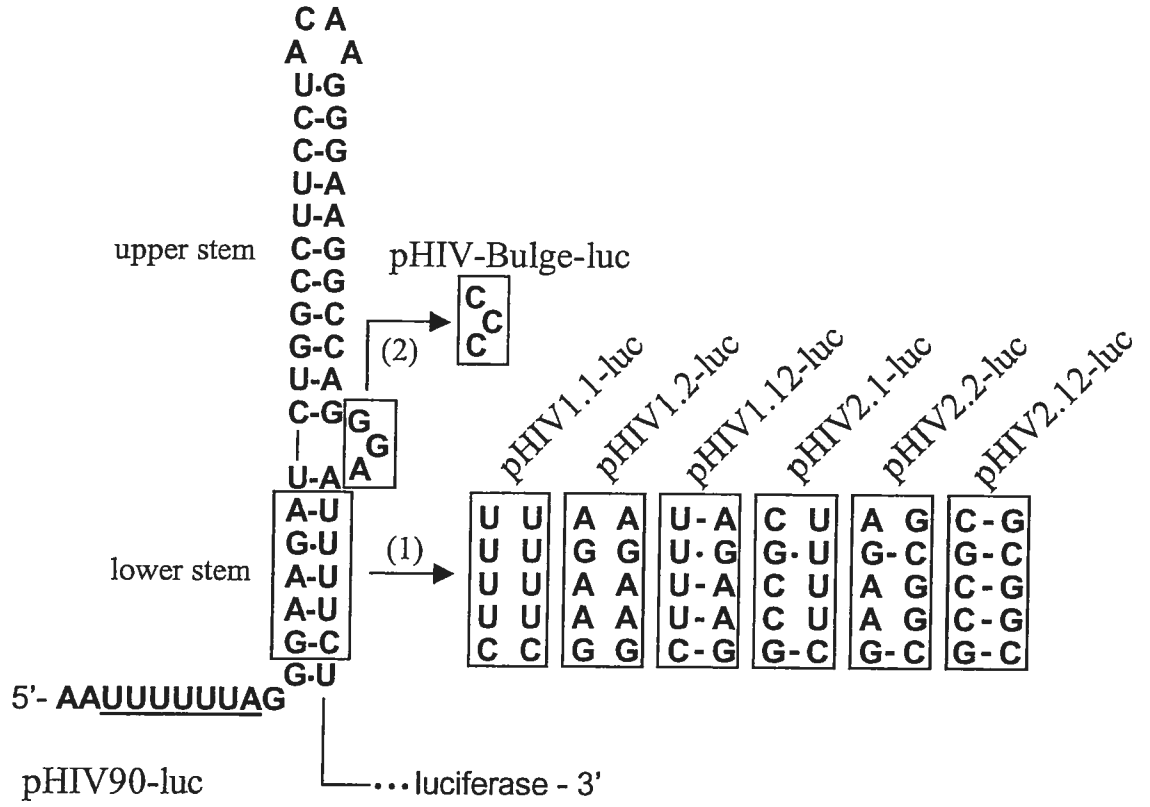 C A
A A
U·G
C-G
C-G
U-A
U-A
upper stem
C-G
C-G
G-C
G-C
U-A
C-G
G
G
A
U-A
pHIV-Bulge-luc
C
C
C
(2)
lower stem
A-U
G·U
A-U
A-U
G-C
G·U
(1)
pHIV1.1-luc
U U
U U
U U
U U
C C
pHIV1.2-luc
A A
G G
A A
A A
G G
pHIV1.12-luc
U-A
U·G
U-A
U-A
C-G
pHIV2.1-luc
C U
G·U
C U
C U
G-C
pHIV2.2-luc
A G
G-C
A G
A G
G-C
pHIV2.12-luc
C-G
G-C
C-G
C-G
G-C
5'- AAUUUUUUAG
pHIV90-luc
...luciferase - 3'